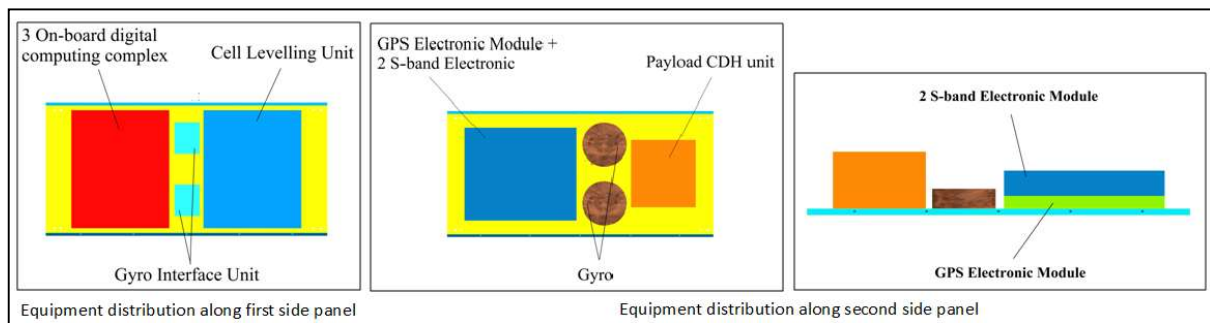 3 On-board digital
computing complex
Cell Levelling Unit
Gyro Interface Unit
Equipment distribution along first side panel
GPS Electronic Module +
2 S-band Electronic
Payload CDH unit
Gyro
2 S-band Electronic Module
GPS Electronic Module
Equipment distribution along second side panel